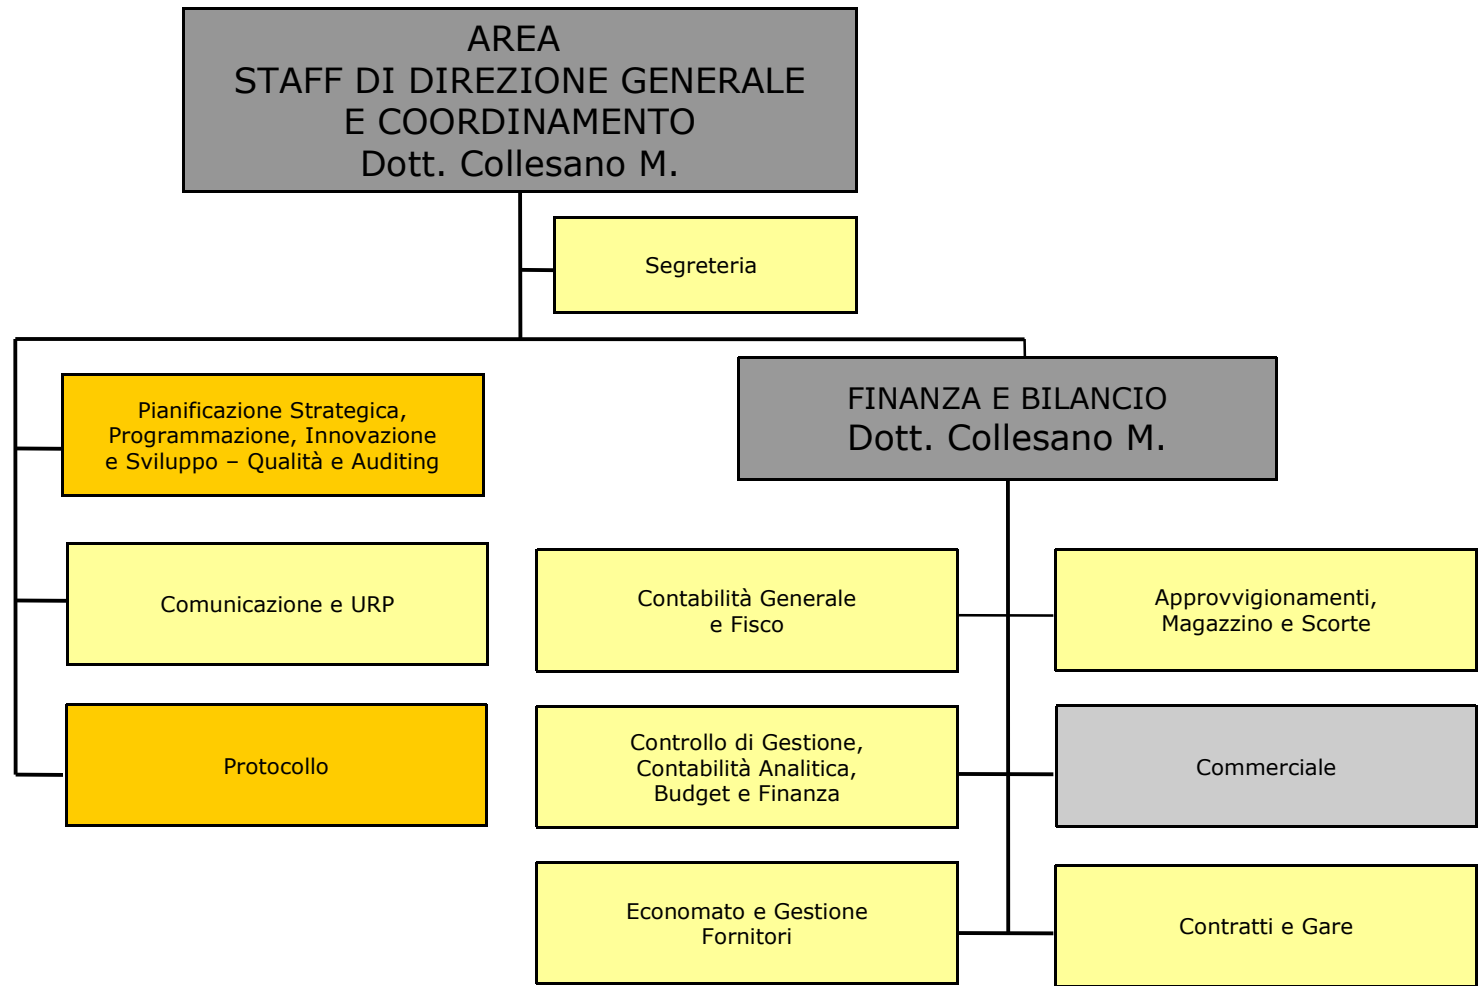 AREA
STAFF DI DIREZIONE GENERALE
E COORDINAMENTO
Dott. Collesano M.
Segreteria
Pianificazione Strategica,
Programmazione, Innovazione
e Sviluppo – Qualità e Auditing
FINANZA E BILANCIO
Dott. Collesano M.
Comunicazione e URP
Contabilità Generale
e Fisco
Approvvigionamenti,
Magazzino e Scorte
Protocollo
Controllo di Gestione,
Contabilità Analitica,
Budget e Finanza
Commerciale
Economato e Gestione
Fornitori
Contratti e Gare